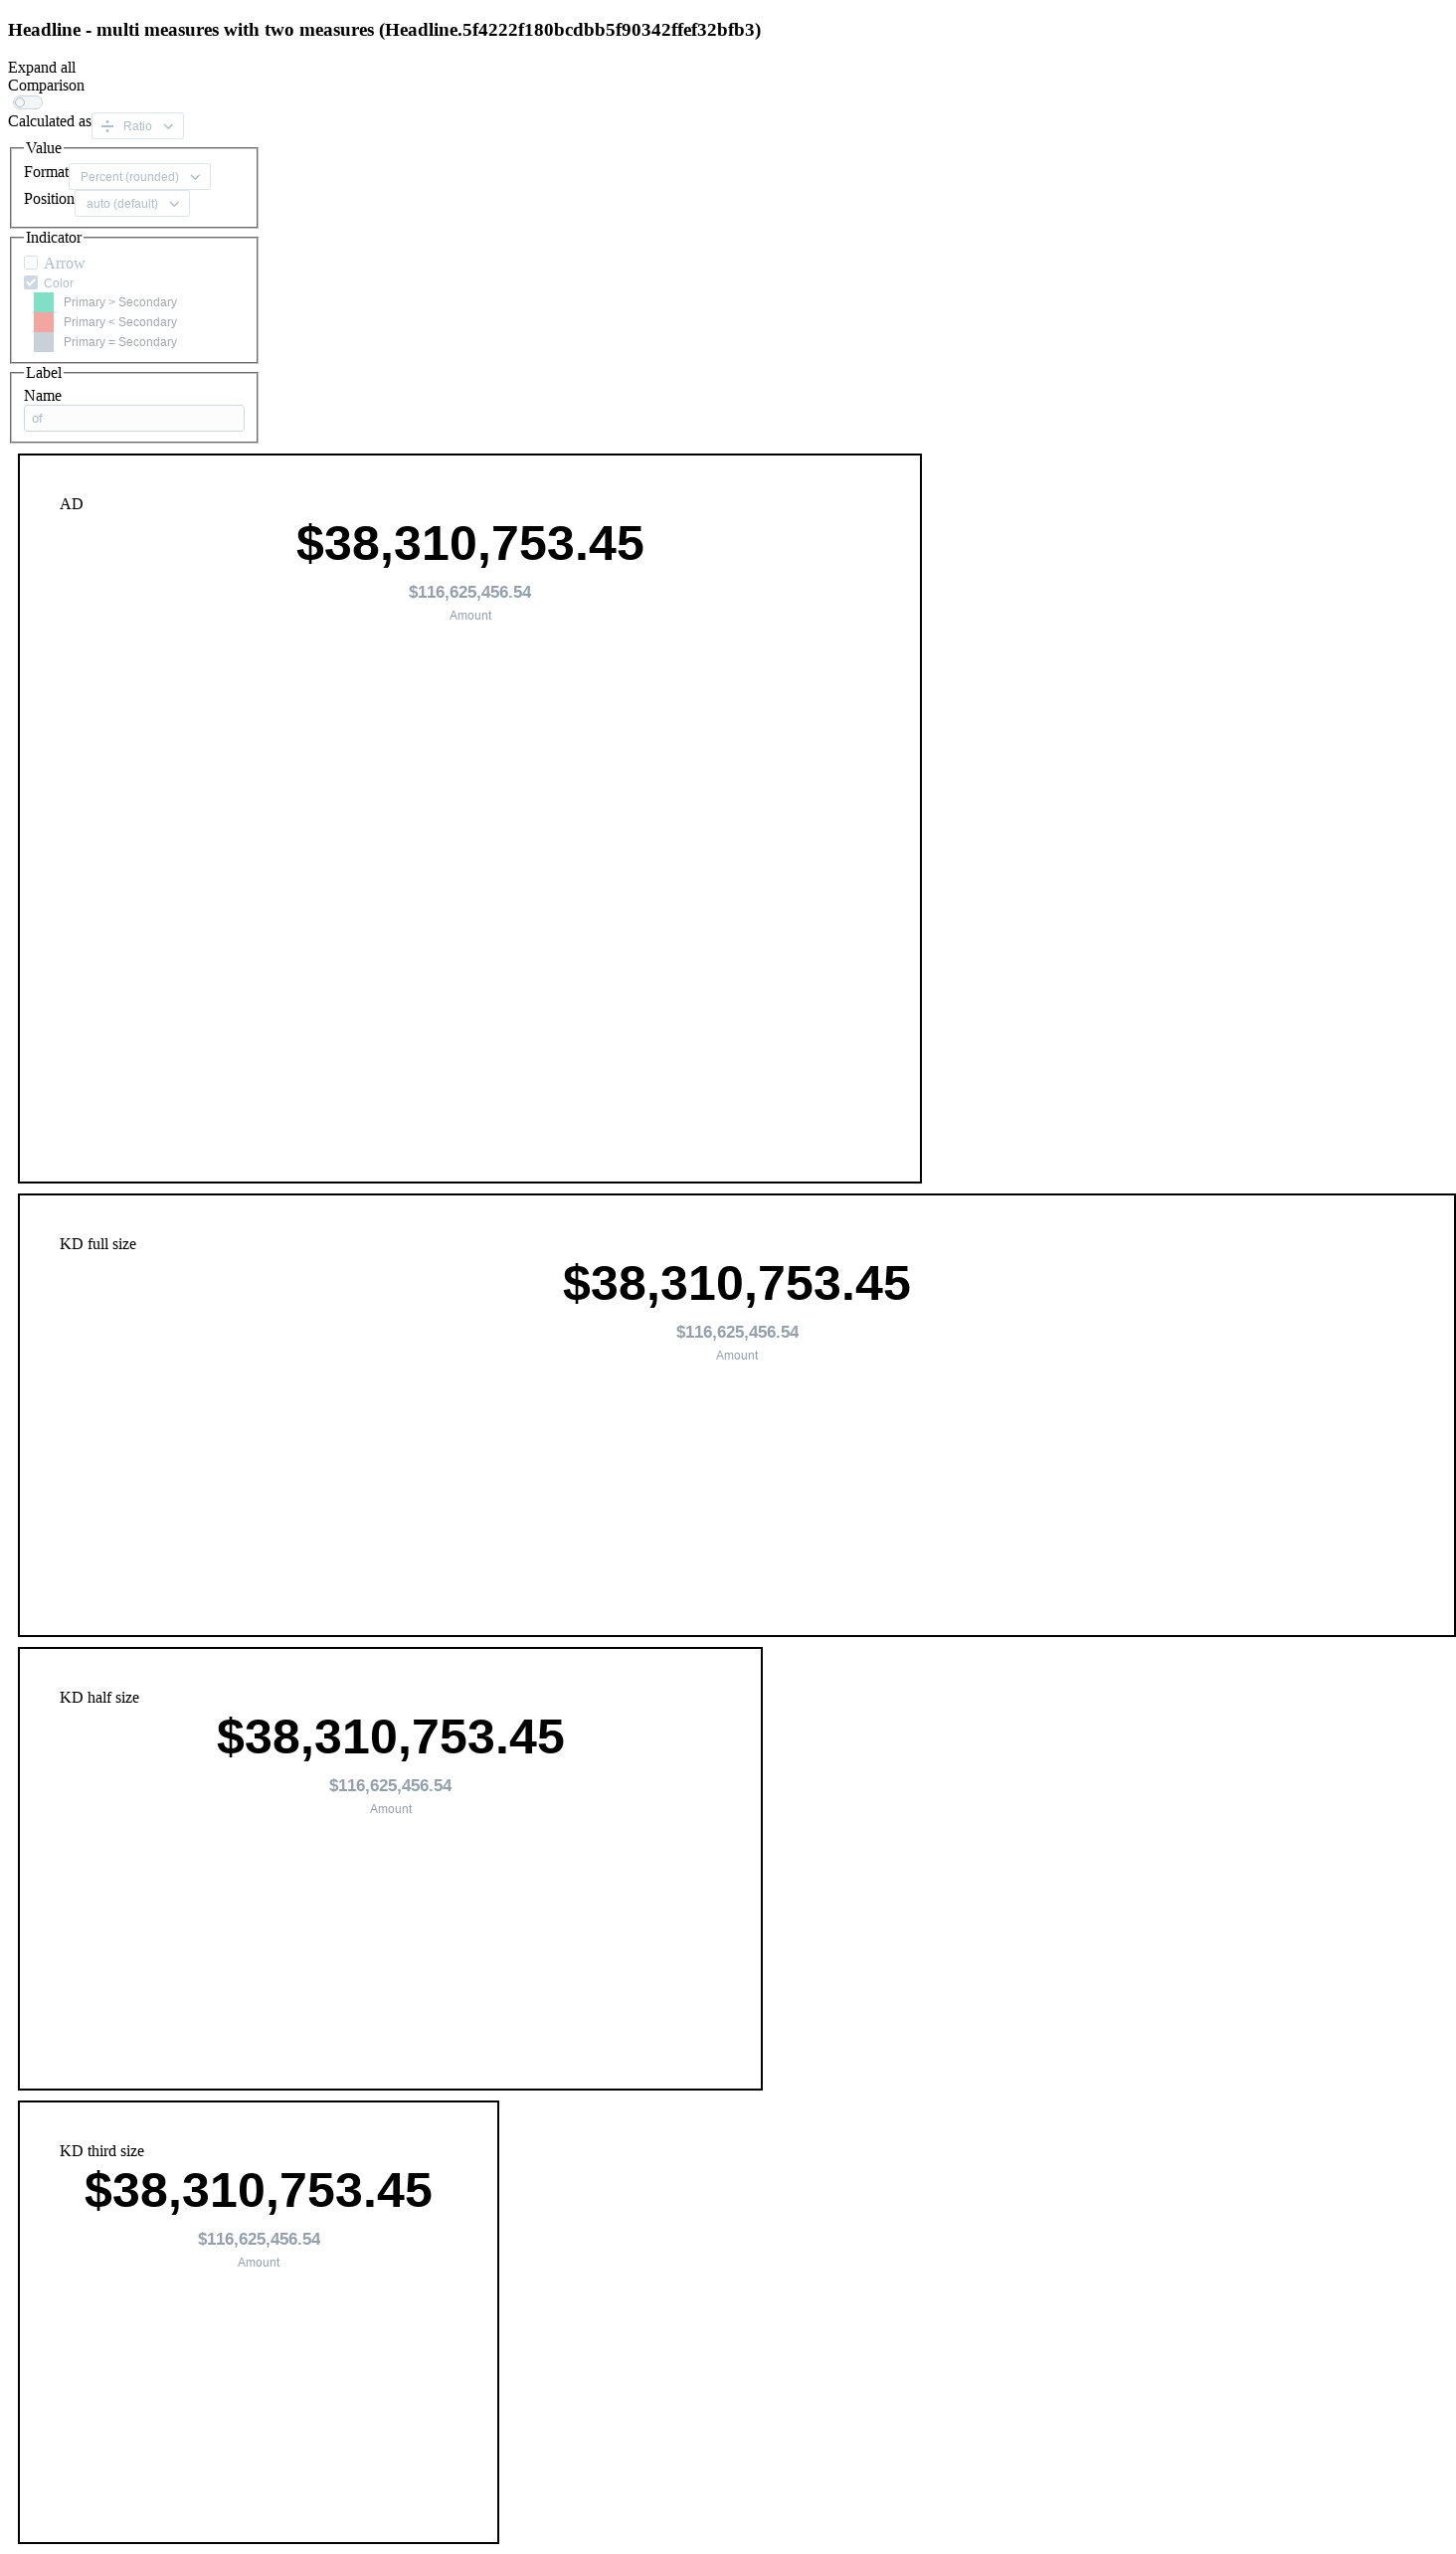 Headline - multi measures with two measures (Headline.5f4222f180bcdbb5f90342ffef32bfb3)
Expand all
Comparison
Calculated as Ratio
Value
Format Percent (rounded)
Position auto (default)
Indicator
Arrow
Color
Primary > Secondary
Primary < Secondary
Primary = Secondary
Label
Name
of
AD
$38,310,753.45
$116,625,456.54
Amount
KD full size
$38,310,753.45
$116,625,456.54
Amount
KD half size
$38,310,753.45
$116,625,456.54
Amount
KD third size
$38,310,753.45
$116,625,456.54
Amount